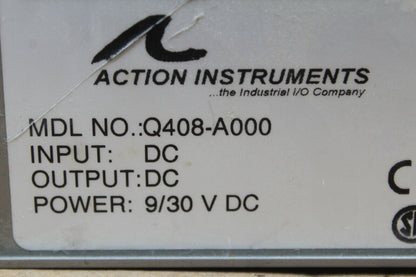 ACTION INSTRUMENTS
...the Industrial I/O Company
MDL NO.:Q408-A000
INPUT: DC
OUTPUT:DC
POWER: 9/30 V DC